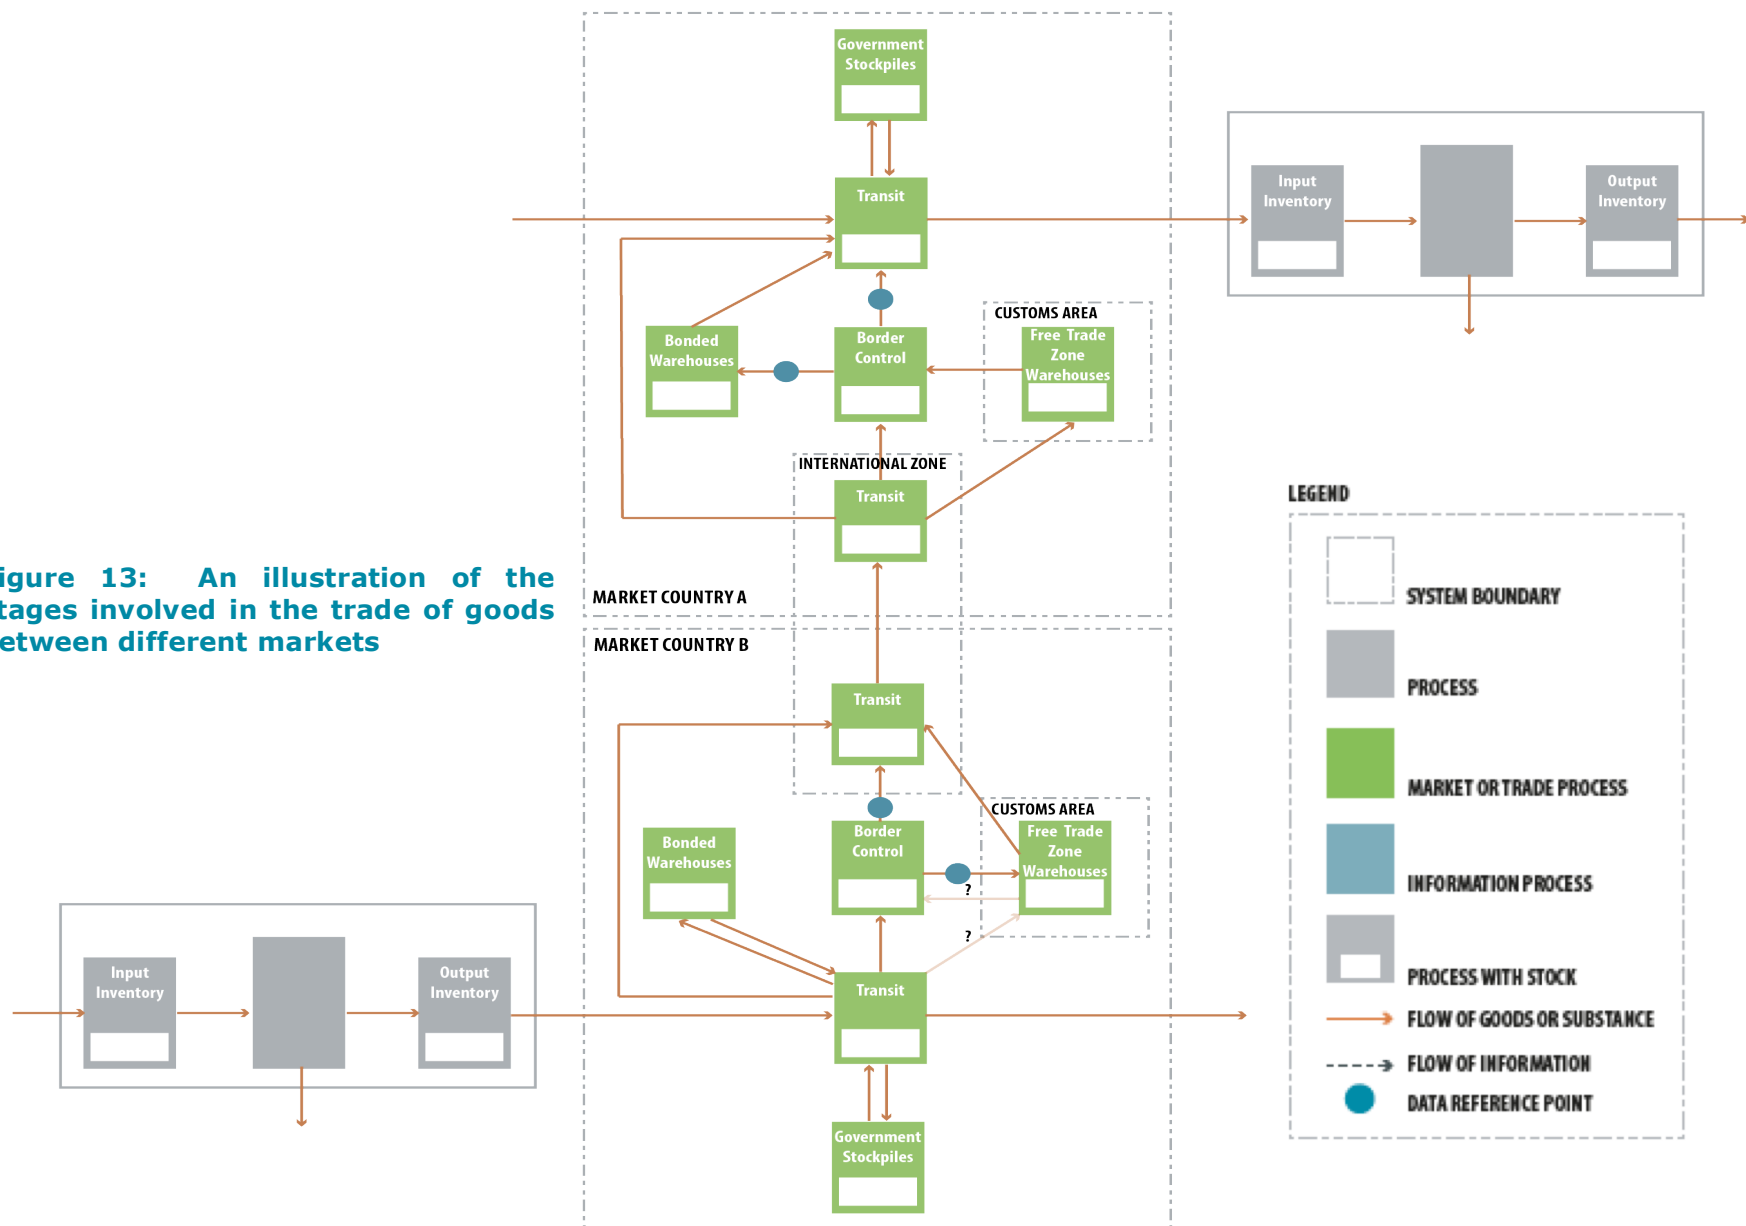 Government
Stockpiles
Transit
Input
Inventory
Output
Inventory
CUSTOMS AREA
Bonded
Warehouses
Border
Control
Free Trade
Zone
Warehouses
INTERNATIONAL ZONE
Transit
MARKET COUNTRY A
igure 13: An illustration of the
tages involved in the trade of goods
etween different markets
MARKET COUNTRY B
Transit
CUSTOMS AREA
Bonded
Warehouses
Border
Control
Free Trade
Zone
Warehouses
?
?
Input
Inventory
Output
Inventory
Transit
Government
Stockpiles
LEGEND
SYSTEM BOUNDARY
PROCESS
MARKET OR TRADE PROCESS
INFORMATION PROCESS
PROCESS WITH STOCK
FLOW OF GOODS OR SUBSTANCE
FLOW OF INFORMATION
DATA REFERENCE POINT